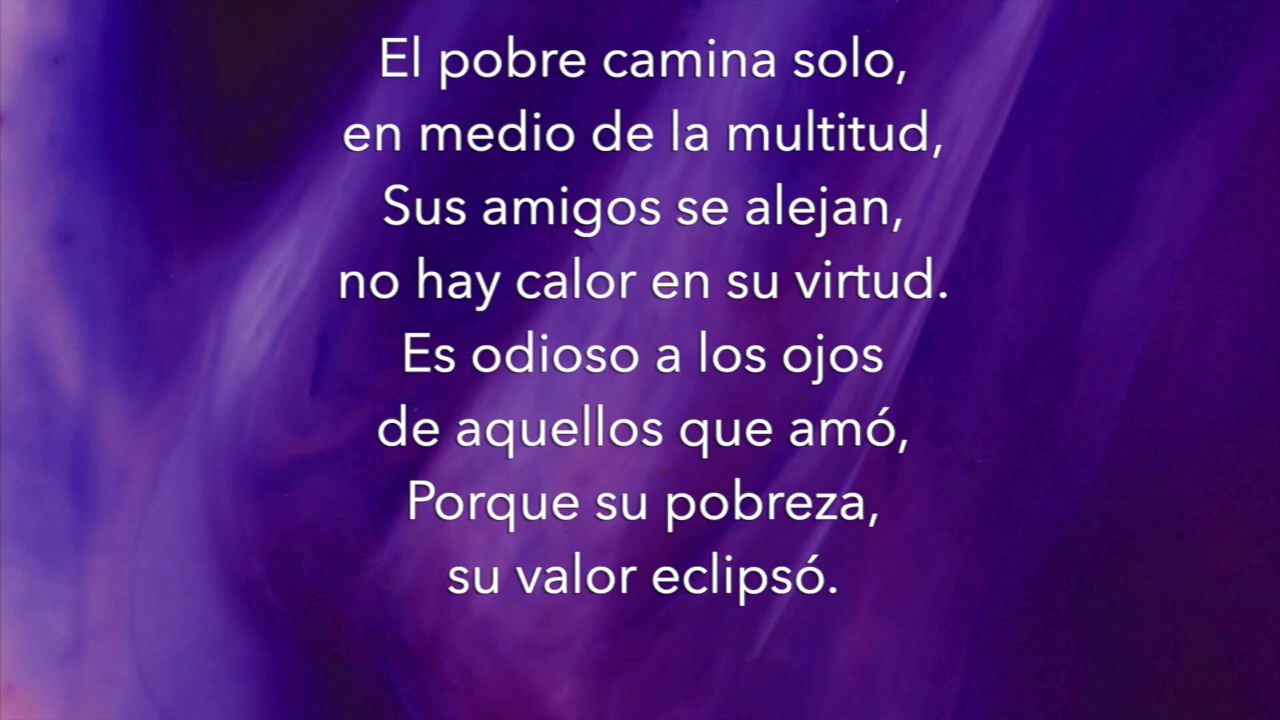 El pobre camina solo,
en medio de la multitud,
Sus amigos se alejan,
no hay calor en su virtud.
Es odioso a los ojos
de aquellos que amó,
Porque su pobreza,
su valor eclipsó.